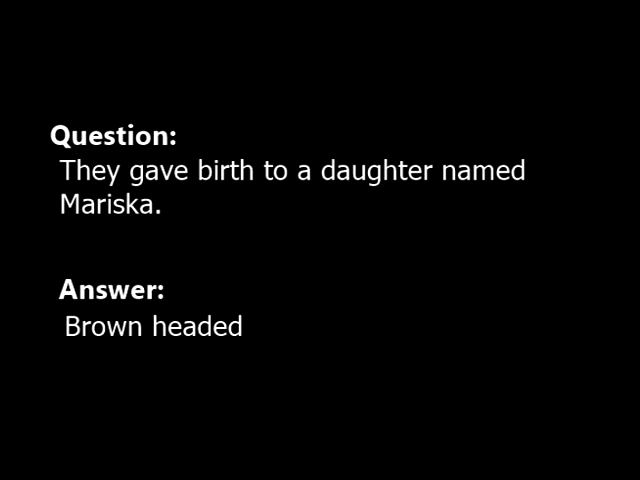 Question:
They gave birth to a daughter named
Mariska.
Answer:
Brown headed